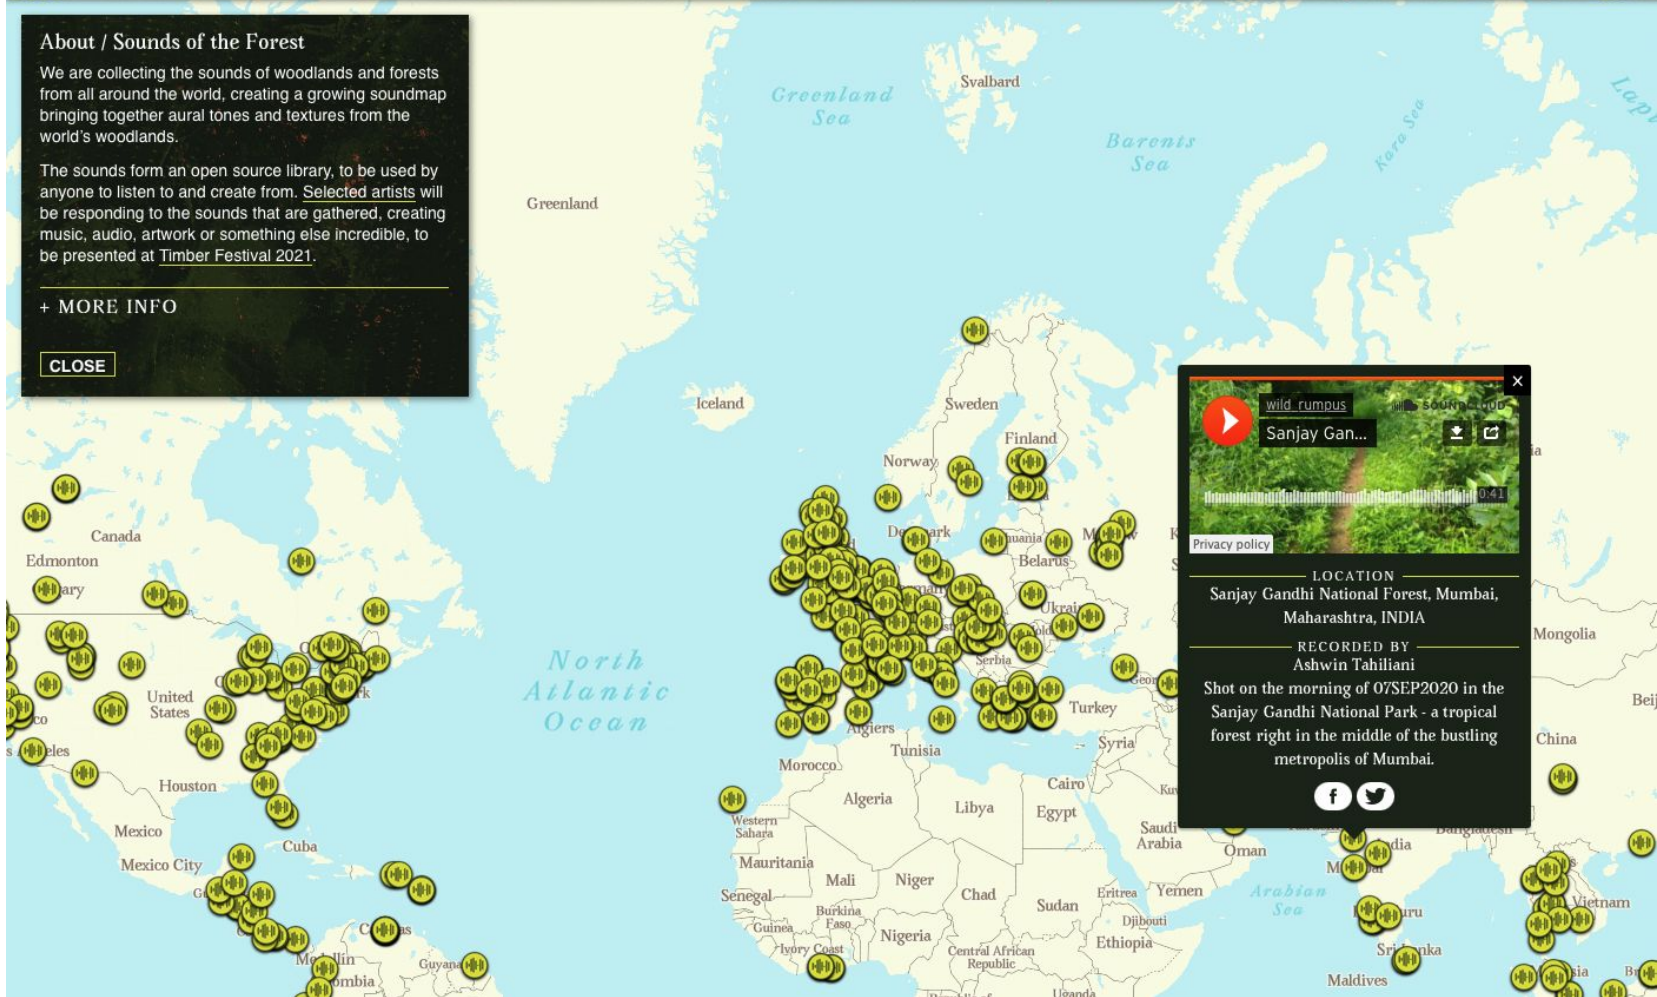 About / Sounds of the Forest
We are collecting the sounds of woodlands and forests
from all around the world, creating a growing soundmap
bringing together aural tones and textures from the
world's woodlands.
The sounds form an open source library, to be used by
anyone to listen to and create from. Selected artists will
be responding to the sounds that are gathered, creating
music, audio, artwork or something else incredible, to
be presented at Timber Festival 2021.
+ MORE INFO
CLOSE
Svalbard
Greenland
Sea
Barents
Sea
Kara Sea
Greenland
Iceland
Sweden
Finland
Norway
Canada
Edmonton
Belarus
Serbia
North
Atlantic
Ocean
United
States
Turkey
Algiers
Tunisia
Syria
Morocco
Houston
Algeria
Libya
Cairo
Egypt
Western
Sahara
Saudi
Arabia
Oman
Mexico
Mexico City
Cuba
Mauritania
Mali
Niger
Chad
Sudan
Eritrea
Yemen
Arabian
Sea
Senegal
Burkina
Faso
Guinea
Nigeria
Djibouti
Ethiopia
Ivory Coast
Central African
Republic
Guyana
Uganda
Maldives
Mongolia
China
Vietnam
Bangladesh
×
wild_rumpus
SOUNDCLOUD
Sanjay Gan...
0:41
Privacy policy
LOCATION
Sanjay Gandhi National Forest, Mumbai,
Maharashtra, INDIA
RECORDED BY
Ashwin Tahiliani
Shot on the morning of 07SEP2020 in the
Sanjay Gandhi National Park - a tropical
forest right in the middle of the bustling
metropolis of Mumbai.
f